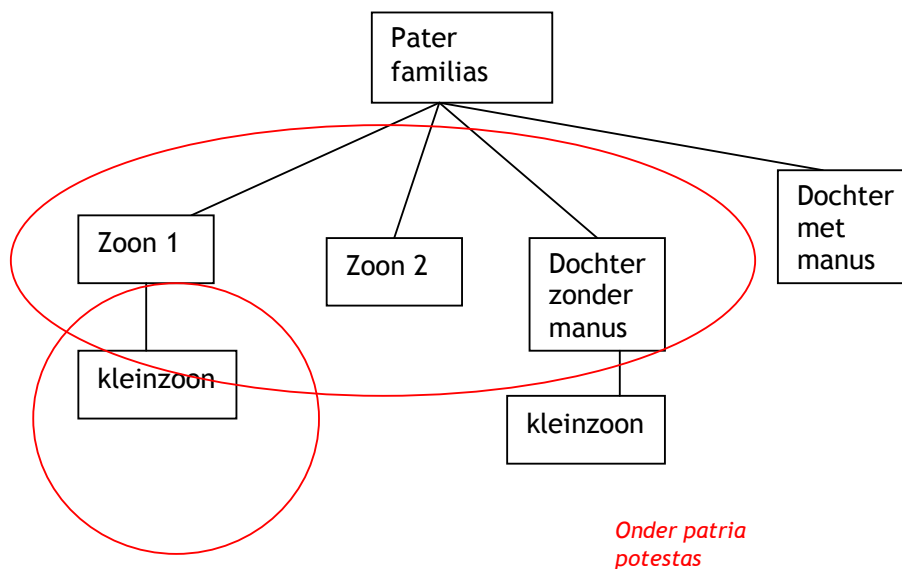 Pater
familias
Zoon 1
Zoon 2
Dochter
zonder
manus
Dochter
met
manus
kleinzoon
kleinzoon
Onder patria
potestas